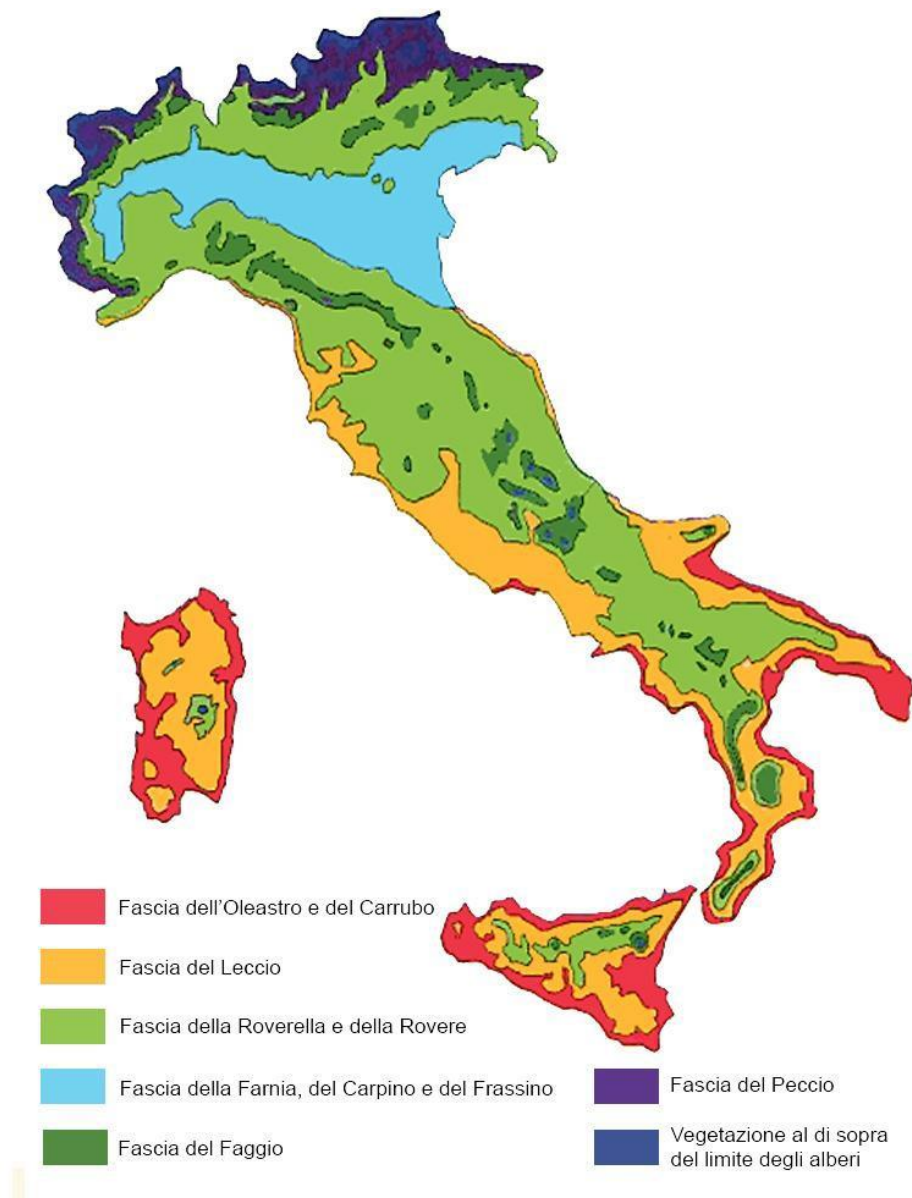 Fascia dell'Oleastro e del Carrubo
Fascia del Leccio
Fascia della Roverella e della Rovere
Fascia della Farnia, del Carpino e del Frassino
Fascia del Faggio
Fascia del Peccio
Vegetazione al di sopra
del limite degli alberi